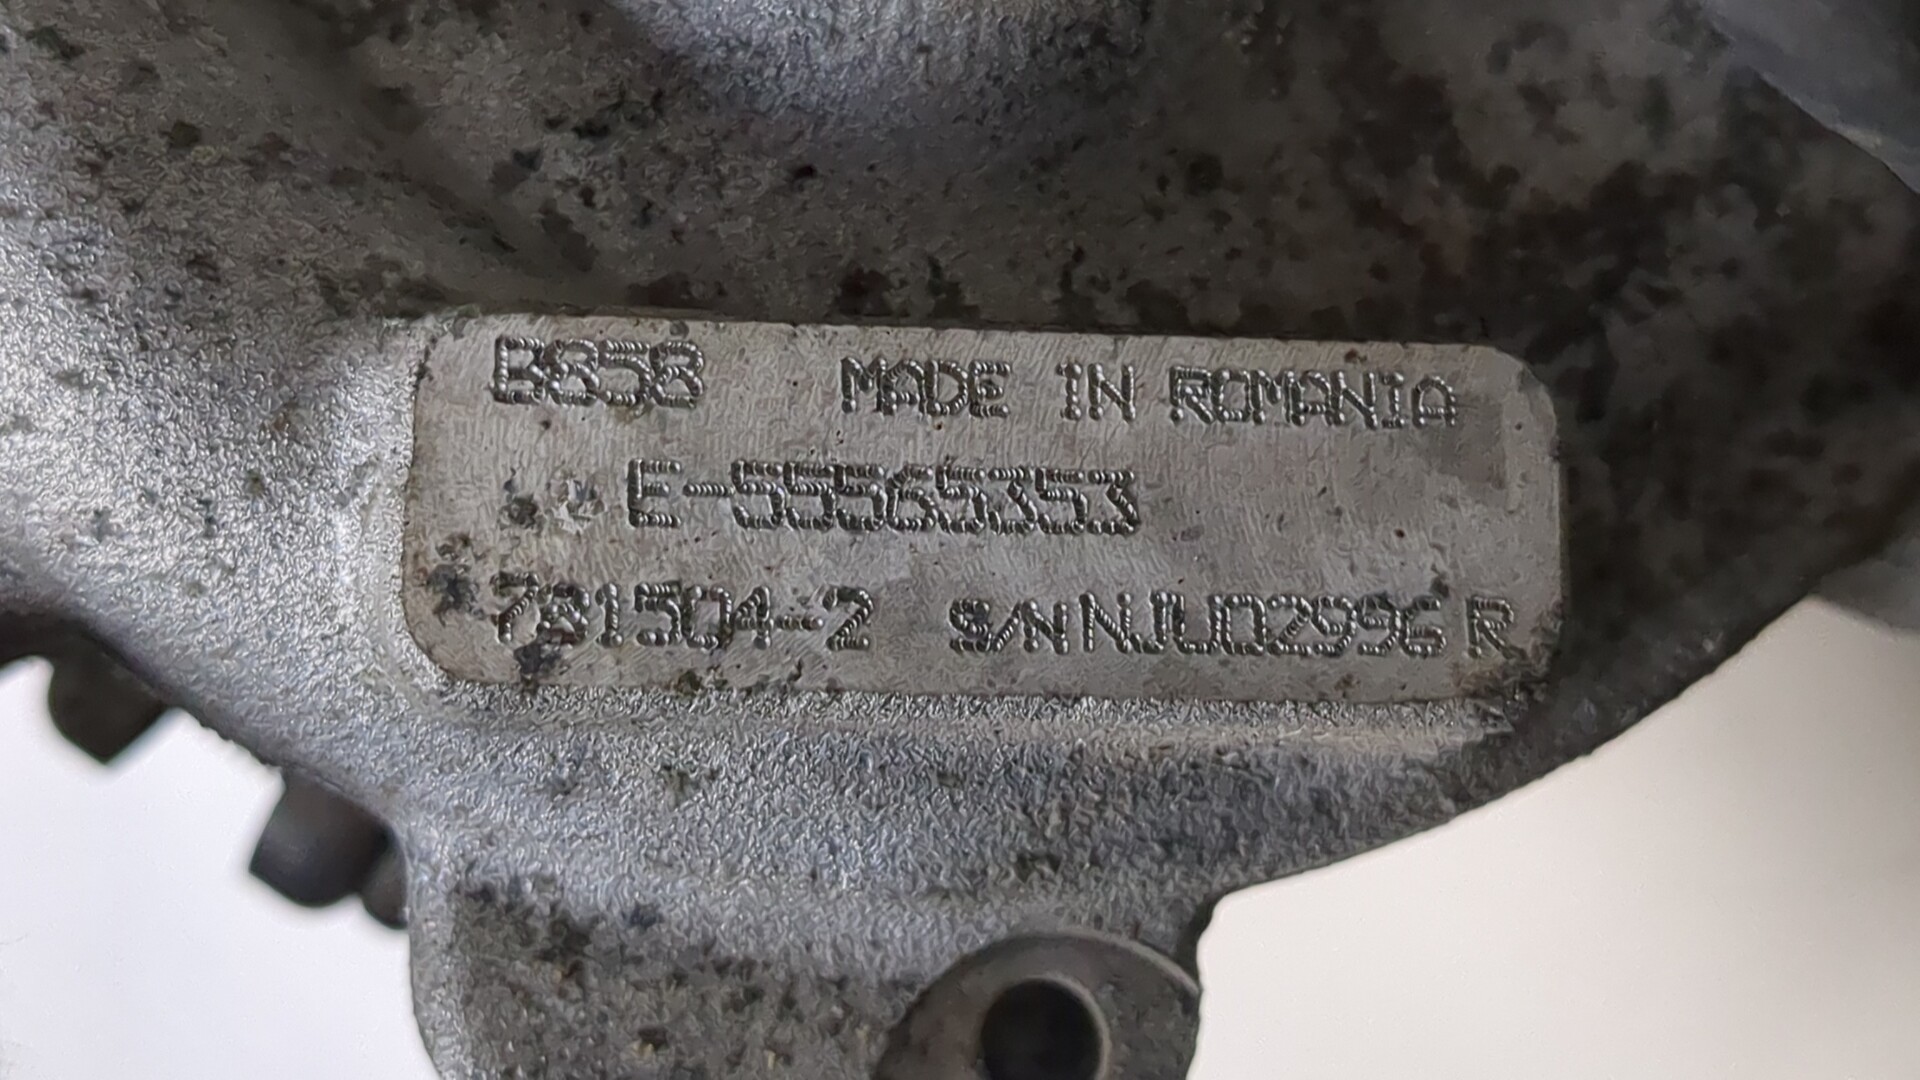 B858 MADE IN ROMANIA
E-55565353
781504-2 S/N NJU02996 R